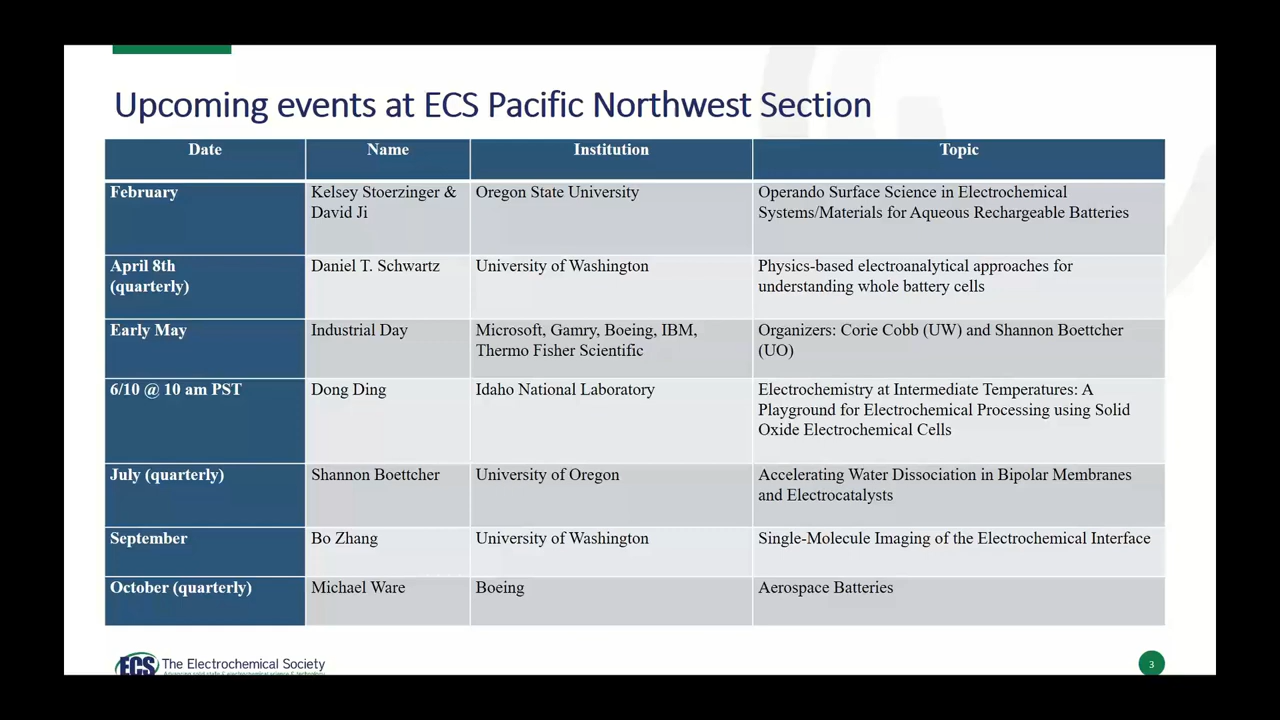 Upcoming events at ECS Pacific Northwest Section
Date Name Institution Topic
February Kelsey Stoerzinger & Oregon State University Operando Surface Science in Electrochemical
David Ji Systems/Materials for Aqueous Rechargeable Batteries
April 8th Daniel T. Schwartz University of Washington Physics-based electroanalytical approaches for
(quarterly) understanding whole battery cells
Early May Industrial Day Microsoft, Gamry, Boeing, IBM, Organizers: Corie Cobb (UW) and Shannon Boettcher
Thermo Fisher Scientific (UO)
6/10 @ 10 am PST Dong Ding Idaho National Laboratory Electrochemistry at Intermediate Temperatures: A
Playground for Electrochemical Processing using Solid
Oxide Electrochemical Cells
July (quarterly) Shannon Boettcher University of Oregon Accelerating Water Dissociation in Bipolar Membranes
and Electrocatalysts
September Bo Zhang University of Washington Single-Molecule Imaging of the Electrochemical Interface
October (quarterly) Michael Ware Boeing Aerospace Batteries
ECS The Electrochemical Society
3